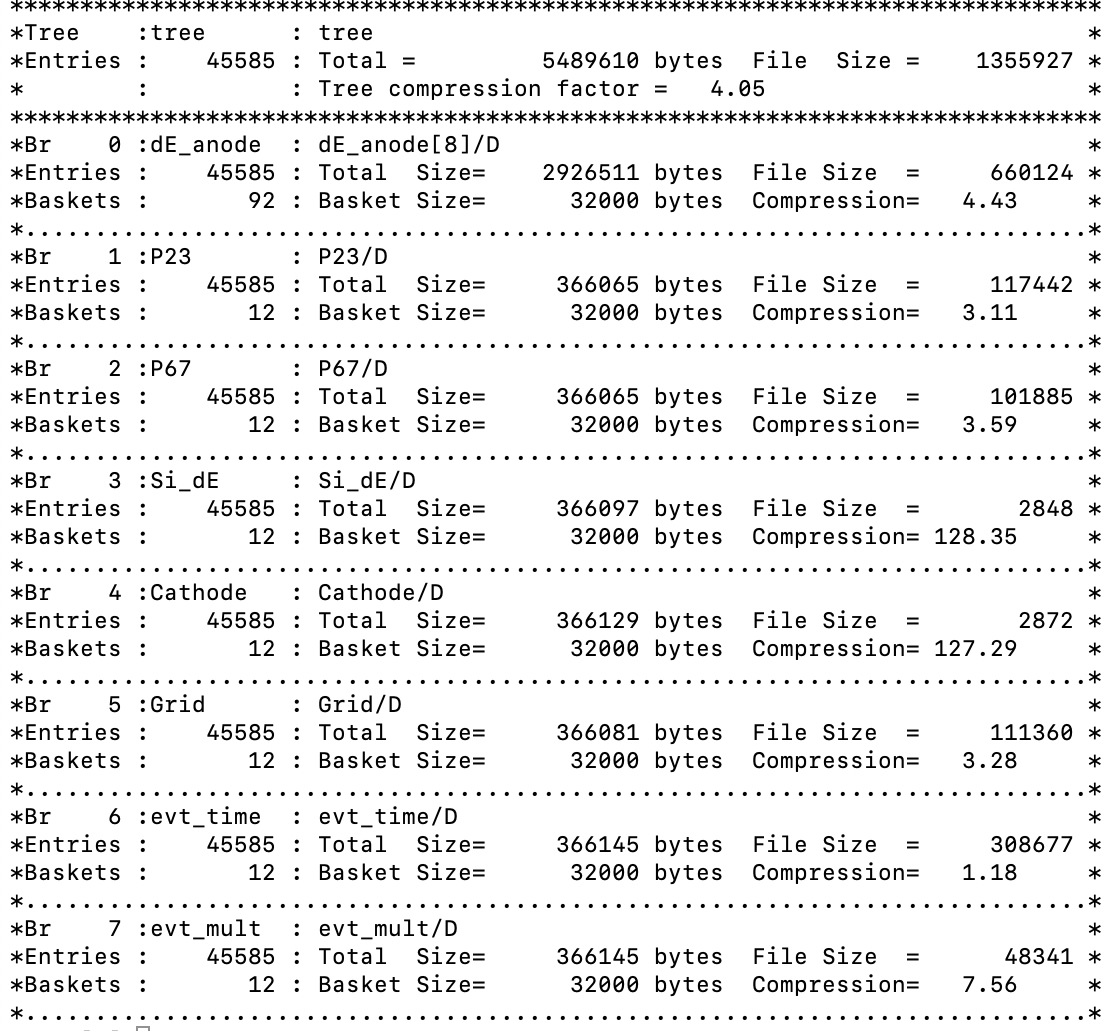 ******************************************************************************
*Tree    :tree      : tree                                                   *
*Entries :    45585 : Total =         5489610 bytes  File  Size =    1355927 *
*        :          : Tree compression factor =   4.05                       *
******************************************************************************
*Br    0 :dE_anode  : dE_anode[8]/D                                          *
*Entries :    45585 : Total  Size=    2926511 bytes  File Size  =     660124 *
*Baskets :       92 : Basket Size=      32000 bytes  Compression=   4.43     *
*............................................................................*
*Br    1 :P23       : P23/D                                                  *
*Entries :    45585 : Total  Size=     366065 bytes  File Size  =     117442 *
*Baskets :       12 : Basket Size=      32000 bytes  Compression=   3.11     *
*............................................................................*
*Br    2 :P67       : P67/D                                                  *
*Entries :    45585 : Total  Size=     366065 bytes  File Size  =     101885 *
*Baskets :       12 : Basket Size=      32000 bytes  Compression=   3.59     *
*............................................................................*
*Br    3 :Si_dE     : Si_dE/D                                                *
*Entries :    45585 : Total  Size=     366097 bytes  File Size  =       2848 *
*Baskets :       12 : Basket Size=      32000 bytes  Compression= 128.35     *
*............................................................................*
*Br    4 :Cathode   : Cathode/D                                              *
*Entries :    45585 : Total  Size=     366129 bytes  File Size  =       2872 *
*Baskets :       12 : Basket Size=      32000 bytes  Compression= 127.29     *
*............................................................................*
*Br    5 :Grid      : Grid/D                                                 *
*Entries :    45585 : Total  Size=     366081 bytes  File Size  =     111360 *
*Baskets :       12 : Basket Size=      32000 bytes  Compression=   3.28     *
*............................................................................*
*Br    6 :evt_time  : evt_time/D                                             *
*Entries :    45585 : Total  Size=     366145 bytes  File Size  =     308677 *
*Baskets :       12 : Basket Size=      32000 bytes  Compression=   1.18     *
*............................................................................*
*Br    7 :evt_mult  : evt_mult/D                                             *
*Entries :    45585 : Total  Size=     366145 bytes  File Size  =      48341 *
*Baskets :       12 : Basket Size=      32000 bytes  Compression=   7.56     *
*............................................................................*